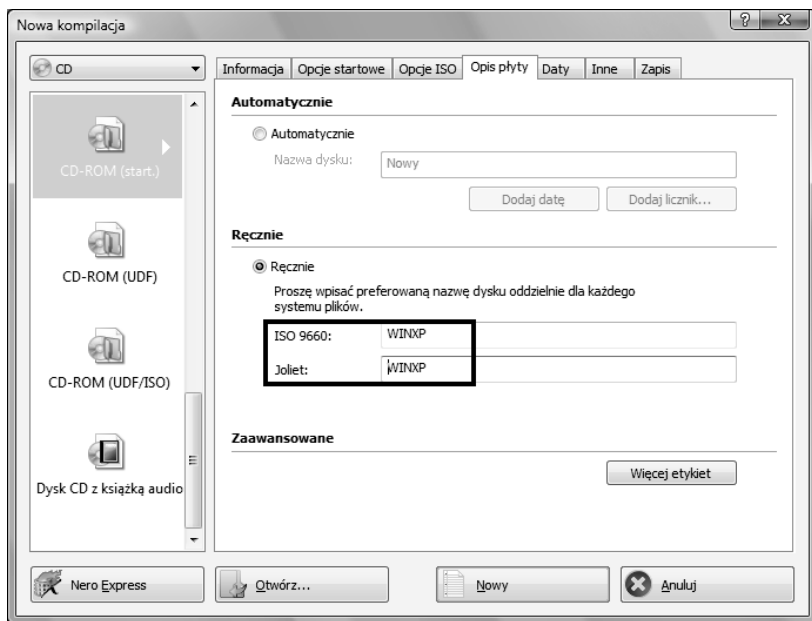 Nowa kompilacja
CD
Informacja Opcje startowe Opcje ISO Opis płyty Daty Inne Zapis
CD-ROM (start.)
CD-ROM (UDF)
CD-ROM (UDF/ISO)
Dysk CD z książką audio
Automatycznie
Automatycznie
Nazwa dysku: Nowy
Dodaj datę Dodaj licznik...
Ręcznie
Ręcznie
Proszę wpisać preferowaną nazwę dysku oddzielnie dla każdego
systemu plików.
ISO 9660: WINXP
Joliet: WINXP
Zaawansowane
Więcej etykiet
Nero Express Otwórz... Nowy Anuluj